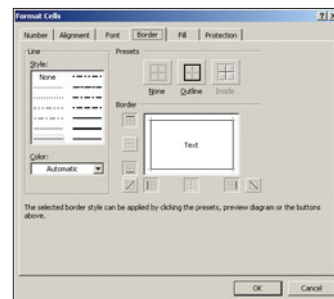 Format Cells
Number Alignment Font Border Fill Protection
Line
Style:
None
Color:
Automatic
Presets
None Outline Inside
Border
Text
The selected border style can be applied by clicking the presets, preview diagram or the buttons
above.
OK Cancel